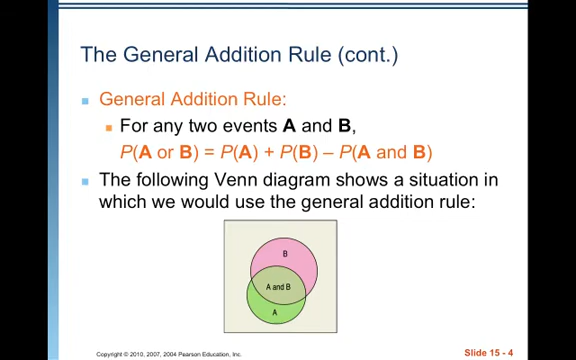 The General Addition Rule (cont.)
General Addition Rule:
For any two events A and B,
P(A or B) = P(A) + P(B) – P(A and B)
The following Venn diagram shows a situation in
which we would use the general addition rule:
B
A and B
A
Copyright © 2010, 2007, 2004 Pearson Education, Inc.
Slide 15 - 4